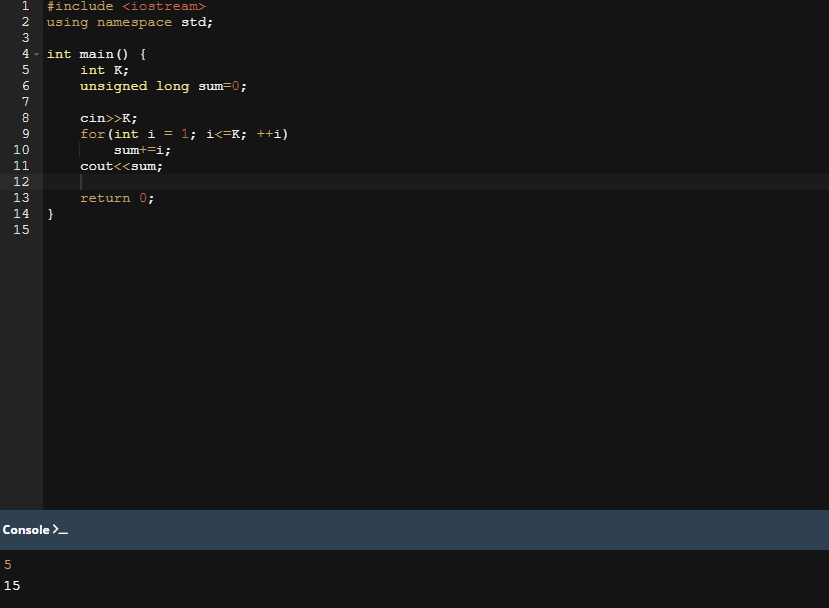 1 #include <iostream>
2 using namespace std;
3
4 int main() {
5     int K;
6     unsigned long sum=0;
7
8     cin>>K;
9     for(int i = 1; i<=K; ++i)
10         sum+=i;
11     cout<<sum;
12
13     return 0;
14 }
15
Console >_
5
15